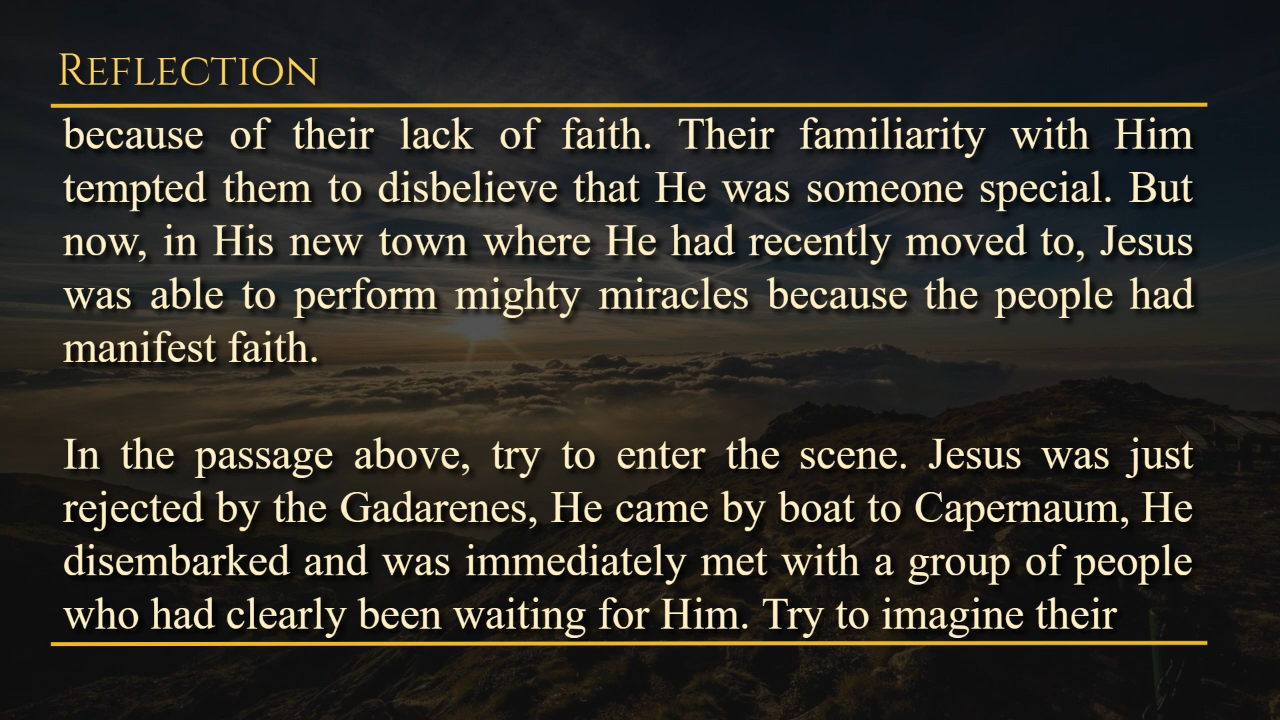 Reflection
because of their lack of faith. Their familiarity with Him
tempted them to disbelieve that He was someone special. But
now, in His new town where He had recently moved to, Jesus
was able to perform mighty miracles because the people had
manifest faith.
In the passage above, try to enter the scene. Jesus was just
rejected by the Gadarenes, He came by boat to Capernaum, He
disembarked and was immediately met with a group of people
who had clearly been waiting for Him. Try to imagine their